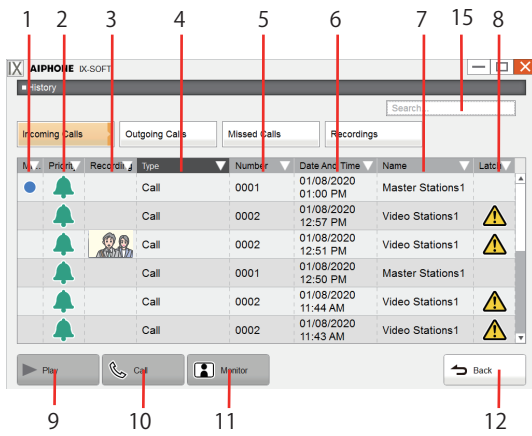 1 2 3 4 5 6 7 15 8
IX AIPHONE IX-SOFT
History
Search...
Incoming Calls Outgoing Calls Missed Calls Recordings
M... Priority Recording Type Number Date And Time Name Latch
Call 0001 01/08/2020 01:00 PM Master Stations1
Call 0002 01/08/2020 12:57 PM Video Stations1
Call 0002 01/08/2020 12:51 PM Video Stations1
Call 0001 01/08/2020 12:50 PM Master Stations1
Call 0002 01/08/2020 11:44 AM Video Stations1
Call 0002 01/08/2020 11:43 AM Video Stations1
Play Call Monitor Back
9 10 11 12